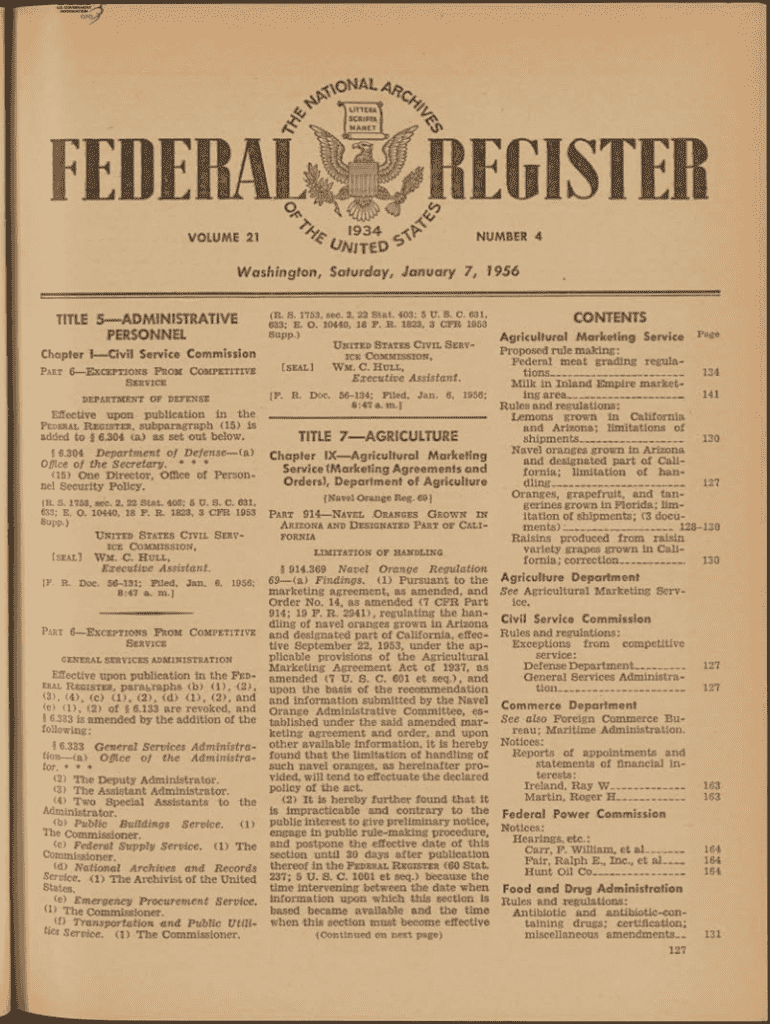 U.S. GOVERNMENT
INFORMATION
GPO
THE NATIONAL ARCHIVES
LITTERA
SCRIPTA
MANET
FEDERAL REGISTER
1934
OF THE UNITED STATES
VOLUME 21
NUMBER 4
Washington, Saturday, January 7, 1956
TITLE 5—ADMINISTRATIVE
PERSONNEL
Chapter I—Civil Service Commission
PART 6—EXCEPTIONS FROM COMPETITIVE
SERVICE
DEPARTMENT OF DEFENSE
Effective upon publication in the
FEDERAL REGISTER, subparagraph (15) is
added to § 6.304 (a) as set out below.
§ 6.304 Department of Defense—(a)
Office of the Secretary. * * *
(15) One Director, Office of Person-
nel Security Policy.
(R. S. 1753, sec. 2, 22 Stat. 403; 5 U. S. C. 631,
633; E. O. 10440, 18 F. R. 1823, 3 CFR 1953
Supp.)
UNITED STATES CIVIL SERV-
ICE COMMISSION,
[SEAL] WM. C. HULL,
Executive Assistant.
[F. R. Doc. 56-131; Filed, Jan. 6, 1956;
8:47 a. m.]
PART 6—EXCEPTIONS FROM COMPETITIVE
SERVICE
GENERAL SERVICES ADMINISTRATION
Effective upon publication in the FED-
ERAL REGISTER, paragraphs (b) (1), (2),
(3), (4), (c) (1), (2), (d) (1), (2), and
(e) (1), (2) of § 6.133 are revoked, and
§ 6.333 is amended by the addition of the
following:
§ 6.333 General Services Administra-
tion—(a) Office of the Administra-
tor. * * *
(2) The Deputy Administrator.
(3) The Assistant Administrator.
(4) Two Special Assistants to the
Administrator.
(b) Public Buildings Service. (1)
The Commissioner.
(c) Federal Supply Service. (1) The
Commissioner.
(d) National Archives and Records
Service. (1) The Archivist of the United
States.
(e) Emergency Procurement Service.
(1) The Commissioner.
(f) Transportation and Public Utili-
ties Service. (1) The Commissioner.
(R. S. 1753, sec. 2, 22 Stat. 403; 5 U. S. C. 631,
633; E. O. 10440, 18 F. R. 1823, 3 CFR 1953
Supp.)
UNITED STATES CIVIL SERV-
ICE COMMISSION,
[SEAL] WM. C. HULL,
Executive Assistant.
[F. R. Doc. 56-134; Filed, Jan. 6, 1956;
8:47 a. m.]
TITLE 7—AGRICULTURE
Chapter IX—Agricultural Marketing
Service (Marketing Agreements and
Orders), Department of Agriculture
[Navel Orange Reg. 69]
PART 914—NAVEL ORANGES GROWN IN
ARIZONA AND DESIGNATED PART OF CALI-
FORNIA
LIMITATION OF HANDLING
§ 914.369 Navel Orange Regulation
69—(a) Findings. (1) Pursuant to the
marketing agreement, as amended, and
Order No. 14, as amended (7 CFR Part
914; 19 F. R. 2941), regulating the han-
dling of navel oranges grown in Arizona
and designated part of California, effec-
tive September 22, 1953, under the ap-
plicable provisions of the Agricultural
Marketing Agreement Act of 1937, as
amended (7 U. S. C. 601 et seq.), and
upon the basis of the recommendation
and information submitted by the Navel
Orange Administrative Committee, es-
tablished under the said amended mar-
keting agreement and order, and upon
other available information, it is hereby
found that the limitation of handling of
such navel oranges, as hereinafter pro-
vided, will tend to effectuate the declared
policy of the act.
(2) It is hereby further found that it
is impracticable and contrary to the
public interest to give preliminary notice,
engage in public rule-making procedure,
and postpone the effective date of this
section until 30 days after publication
thereof in the FEDERAL REGISTER (60 Stat.
237; 5 U. S. C. 1001 et seq.) because the
time intervening between the date when
information upon which this section is
based became available and the time
when this section must become effective
(Continued on next page)
CONTENTS
Agricultural Marketing Service Page
Proposed rule making:
Federal meat grading regula-
tions 134
Milk in Inland Empire market-
ing area 141
Rules and regulations:
Lemons grown in California
and Arizona; limitations of
shipments 130
Navel oranges grown in Arizona
and designated part of Cali-
fornia; limitation of han-
dling 127
Oranges, grapefruit, and tan-
gerines grown in Florida; lim-
itation of shipments; (3 docu-
ments) 128-130
Raisins produced from raisin
variety grapes grown in Cali-
fornia; correction 130
Agriculture Department
See Agricultural Marketing Serv-
ice.
Civil Service Commission
Rules and regulations:
Exceptions from competitive
service:
Defense Department 127
General Services Administra-
tion 127
Commerce Department
See also Foreign Commerce Bu-
reau; Maritime Administration.
Notices:
Reports of appointments and
statements of financial in-
terests:
Ireland, Ray W 163
Martin, Roger H 163
Federal Power Commission
Notices:
Hearings, etc.:
Carr, F. William, et al 164
Fair, Ralph E., Inc., et al 164
Hunt Oil Co 164
Food and Drug Administration
Rules and regulations:
Antibiotic and antibiotic-con-
taining drugs; certification;
miscellaneous amendments 131
127